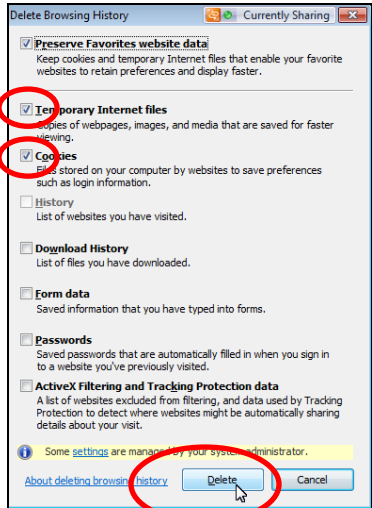 Delete Browsing History
Currently Sharing
Preserve Favorites website data
Keep cookies and temporary Internet files that enable your favorite
websites to retain preferences and display faster.
Temporary Internet files
Copies of webpages, images, and media that are saved for faster
viewing.
Cookies
Files stored on your computer by websites to save preferences
such as login information.
History
List of websites you have visited.
Download History
List of files you have downloaded.
Form data
Saved information that you have typed into forms.
Passwords
Saved passwords that are automatically filled in when you sign in
to a website you've previously visited.
ActiveX Filtering and Tracking Protection data
A list of websites excluded from filtering, and data used by Tracking
Protection to detect where websites might be automatically sharing
details about your visit.
Some settings are managed by your system administrator.
About deleting browsing history
Delete
Cancel